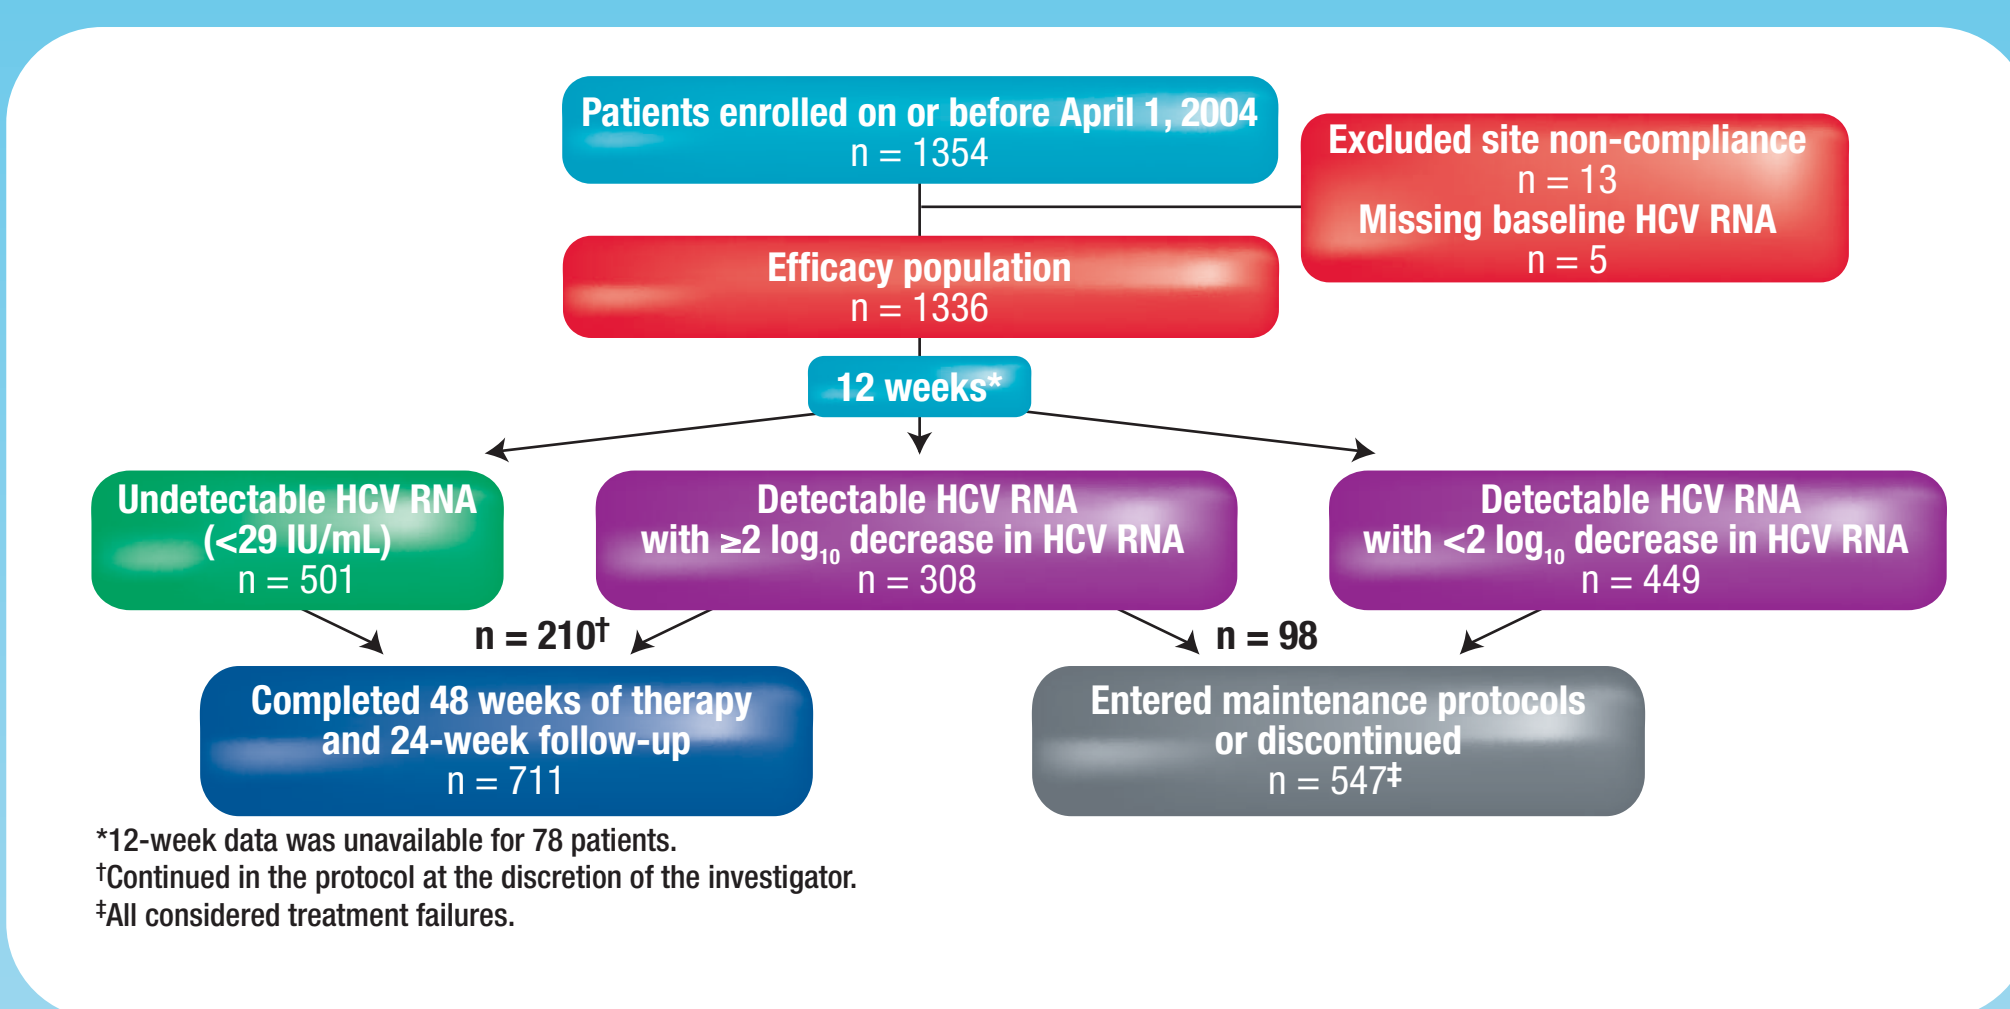 Patients enrolled on or before April 1, 2004
n = 1354
Excluded site non-compliance
n = 13
Missing baseline HCV RNA
n = 5
Efficacy population
n = 1336
12 weeks*
Undetectable HCV RNA
(<29 IU/mL)
n = 501
Detectable HCV RNA
with ≥2 log₁₀ decrease in HCV RNA
n = 308
Detectable HCV RNA
with <2 log₁₀ decrease in HCV RNA
n = 449
n = 210†
n = 98
Completed 48 weeks of therapy
and 24-week follow-up
n = 711
Entered maintenance protocols
or discontinued
n = 547‡
*12-week data was unavailable for 78 patients.
†Continued in the protocol at the discretion of the investigator.
‡All considered treatment failures.